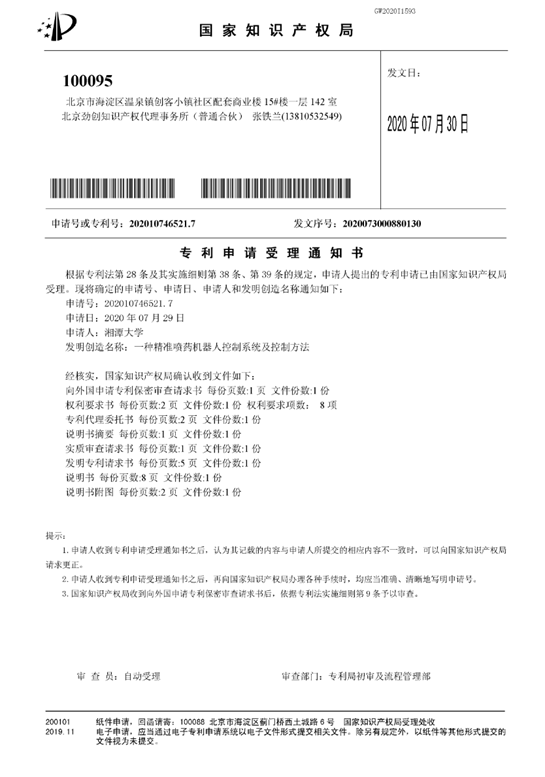 GW2020I1593
国家知识产权局
100095
北京市海淀区温泉镇创客小镇社区配套商业楼 15#楼一层 142 室
北京劲创知识产权代理事务所（普通合伙） 张铁兰(13810532549)
发文日：
2020 年 07 月 30 日
申请号或专利号：202010746521.7 发文序号：2020073000880130
专利申请受理通知书
根据专利法第 28 条及其实施细则第 38 条、第 39 条的规定，申请人提出的专利申请已由国家知识产权局
受理。现将确定的申请号、申请日、申请人和发明创造名称通知如下：
申请号：202010746521.7
申请日：2020 年 07 月 29 日
申请人：湘潭大学
发明创造名称：一种精准喷药机器人控制系统及控制方法
经核实，国家知识产权局确认收到文件如下：
向外国申请专利保密审查请求书 每份页数:1 页 文件份数:1 份
权利要求书 每份页数:2 页 文件份数:1 份 权利要求项数： 8 项
专利代理委托书 每份页数:2 页 文件份数:1 份
说明书摘要 每份页数:1 页 文件份数:1 份
实质审查请求书 每份页数:1 页 文件份数:1 份
发明专利请求书 每份页数:5 页 文件份数:1 份
说明书 每份页数:8 页 文件份数:1 份
说明书附图 每份页数:2 页 文件份数:1 份
提示：
1. 申请人收到专利申请受理通知书之后，认为其记载的内容与申请人所提交的相应内容不一致时，可以向国家知识产权局
请求更正。
2. 申请人收到专利申请受理通知书之后，再向国家知识产权局办理各种手续时，均应当准确、清晰地写明申请号。
3. 国家知识产权局收到向外国申请专利保密审查请求书后，依据专利法实施细则第 9 条予以审查。
审 查 员：自动受理 审查部门：专利局初审及流程管理部
200101 纸件申请，回函请寄：100088 北京市海淀区蓟门桥西土城路 6 号 国家知识产权局受理处收
2019.11 电子申请，应当通过电子专利申请系统以电子文件形式提交相关文件。除另有规定外，以纸件等其他形式提交的
文件视为未提交。